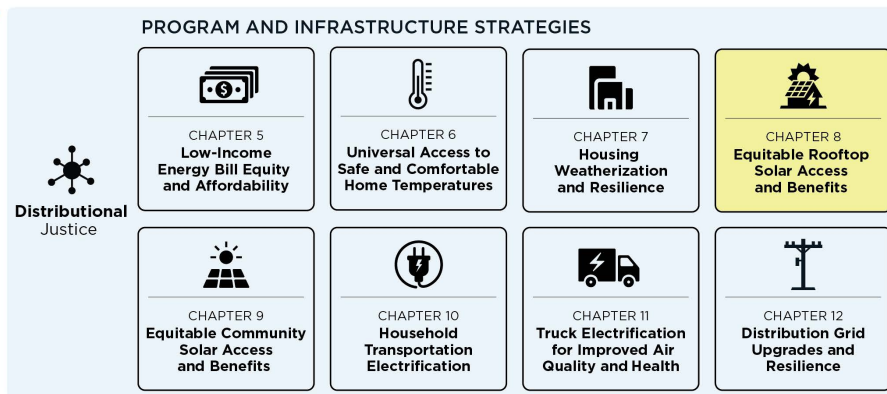 PROGRAM AND INFRASTRUCTURE STRATEGIES
Distributional
Justice
CHAPTER 5
Low-Income
Energy Bill Equity
and Affordability
CHAPTER 6
Universal Access to
Safe and Comfortable
Home Temperatures
CHAPTER 7
Housing
Weatherization
and Resilience
CHAPTER 8
Equitable Rooftop
Solar Access
and Benefits
CHAPTER 9
Equitable Community
Solar Access
and Benefits
CHAPTER 10
Household
Transportation
Electrification
CHAPTER 11
Truck Electrification
for Improved Air
Quality and Health
CHAPTER 12
Distribution Grid
Upgrades and
Resilience